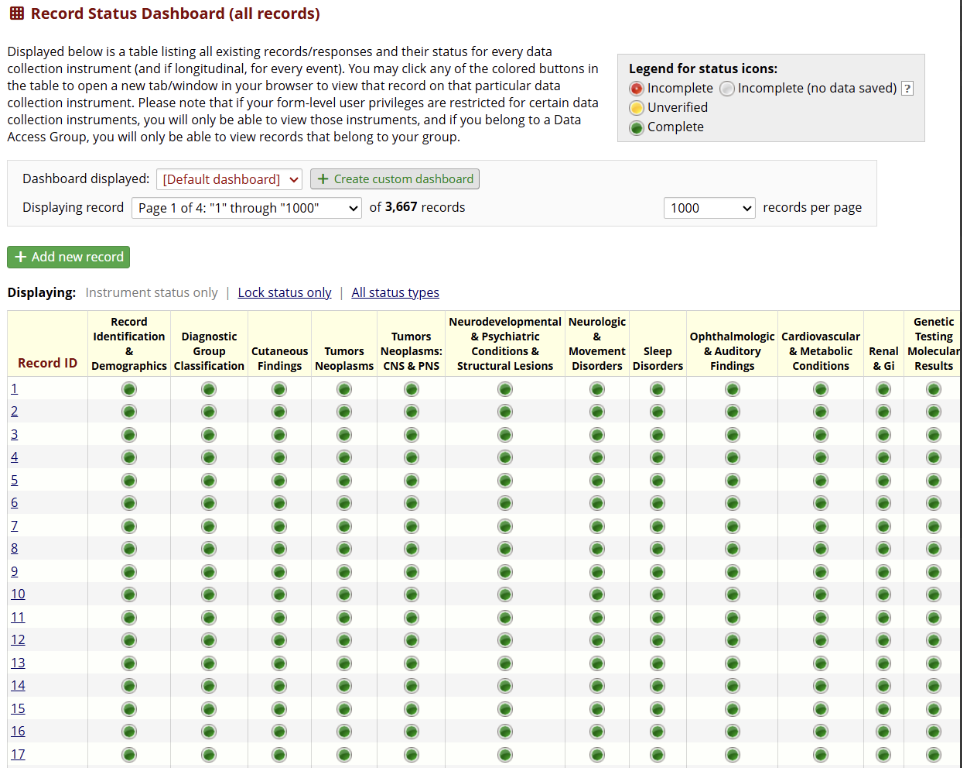 Record Status Dashboard (all records)
Displayed below is a table listing all existing records/responses and their status for every data
collection instrument (and if longitudinal, for every event). You may click any of the colored buttons in
the table to open a new tab/window in your browser to view that record on that particular data
collection instrument. Please note that if your form-level user privileges are restricted for certain data
collection instruments, you will only be able to view those instruments, and if you belong to a Data
Access Group, you will only be able to view records that belong to your group.
Legend for status icons:
Incomplete Incomplete (no data saved) ?
Unverified
Complete
Dashboard displayed: [Default dashboard] + Create custom dashboard
Displaying record Page 1 of 4: "1" through "1000" of 3,667 records 1000 records per page
+ Add new record
Displaying: Instrument status only | Lock status only | All status types
Record ID
Record
Identification
&
Demographics
Diagnostic
Group
Classification
Cutaneous
Findings
Tumors
Neoplasms
Tumors
Neoplasms:
CNS & PNS
Neurodevelopmental
& Psychiatric
Conditions &
Structural Lesions
Neurologic
&
Movement
Disorders
Sleep
Disorders
Ophthalmologic
& Auditory
Findings
Cardiovascular
& Metabolic
Conditions
Renal
& Gi
Genetic
Testing
Molecular
Results
1
2
3
4
5
6
7
8
9
10
11
12
13
14
15
16
17